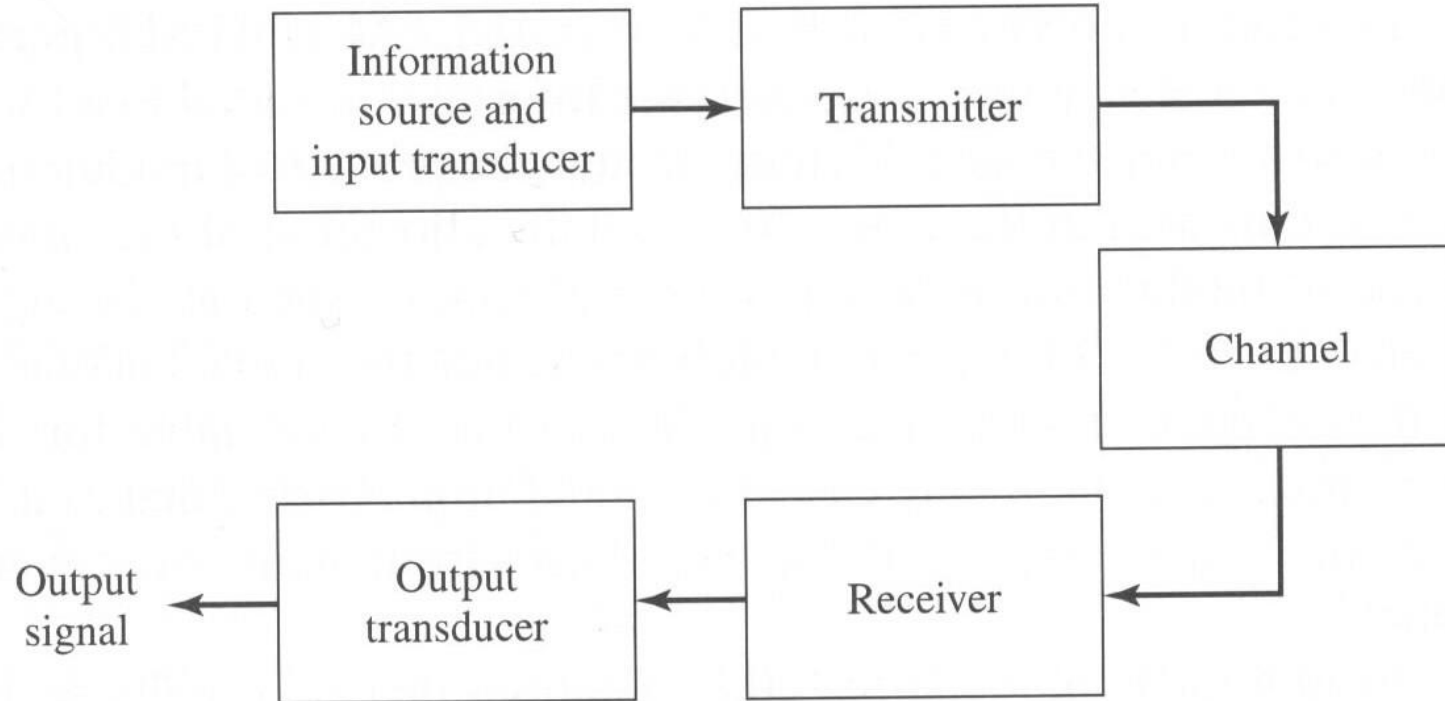 Information
source and
input transducer
Transmitter
Channel
Receiver
Output
transducer
Output
signal